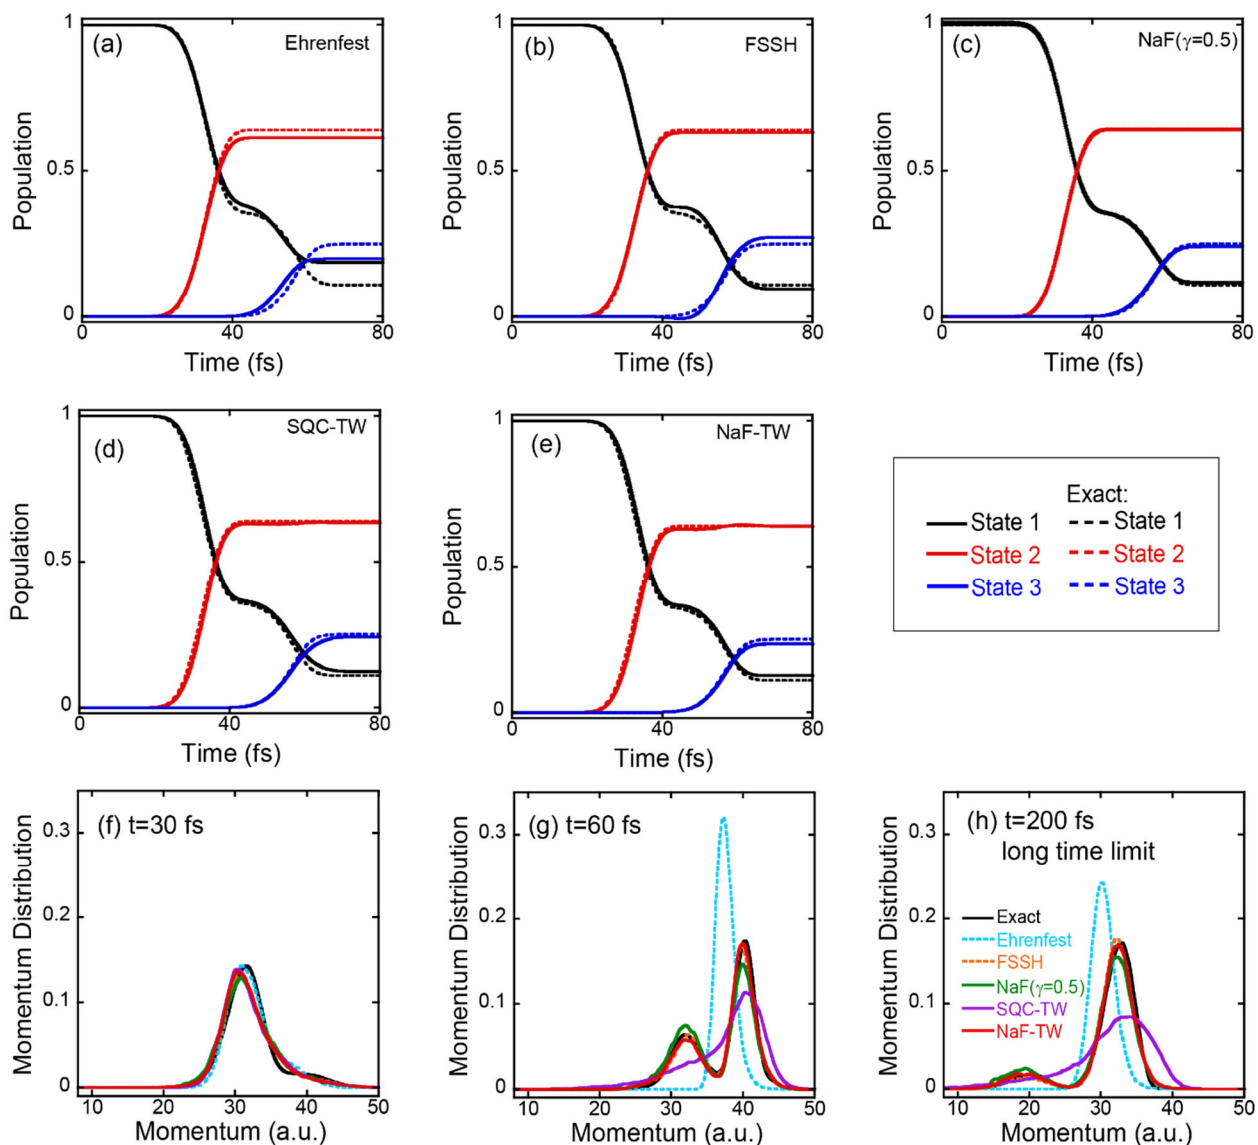 (a) Ehrenfest
1
0.5
0
Population
0 40 80
Time (fs)
(b) FSSH
1
0.5
0
Population
0 40 80
Time (fs)
(c) NaF(γ=0.5)
1
0.5
0
Population
0 40 80
Time (fs)
(d) SQC-TW
1
0.5
0
Population
0 40 80
Time (fs)
(e) NaF-TW
1
0.5
0
Population
0 40 80
Time (fs)
Exact:
State 1 State 1
State 2 State 2
State 3 State 3
(f) t=30 fs
0.3
0.2
0.1
0
Momentum Distribution
10 20 30 40 50
Momentum (a.u.)
(g) t=60 fs
0.3
0.2
0.1
0
Momentum Distribution
10 20 30 40 50
Momentum (a.u.)
(h) t=200 fs
long time limit
0.3
0.2
0.1
0
Momentum Distribution
Exact
Ehrenfest
FSSH
NaF(γ=0.5)
SQC-TW
NaF-TW
10 20 30 40 50
Momentum (a.u.)